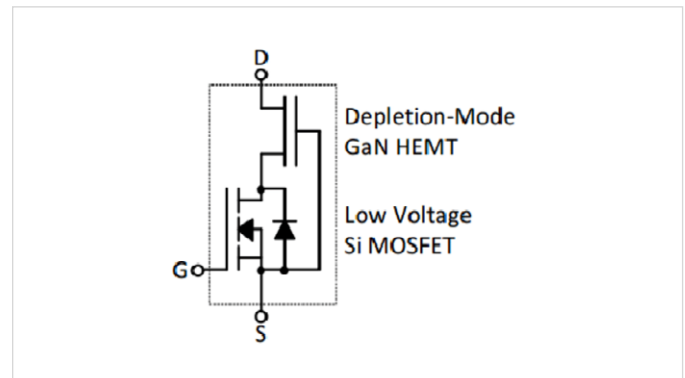 D
Depletion-Mode
GaN HEMT
Low Voltage
Si MOSFET
G
S